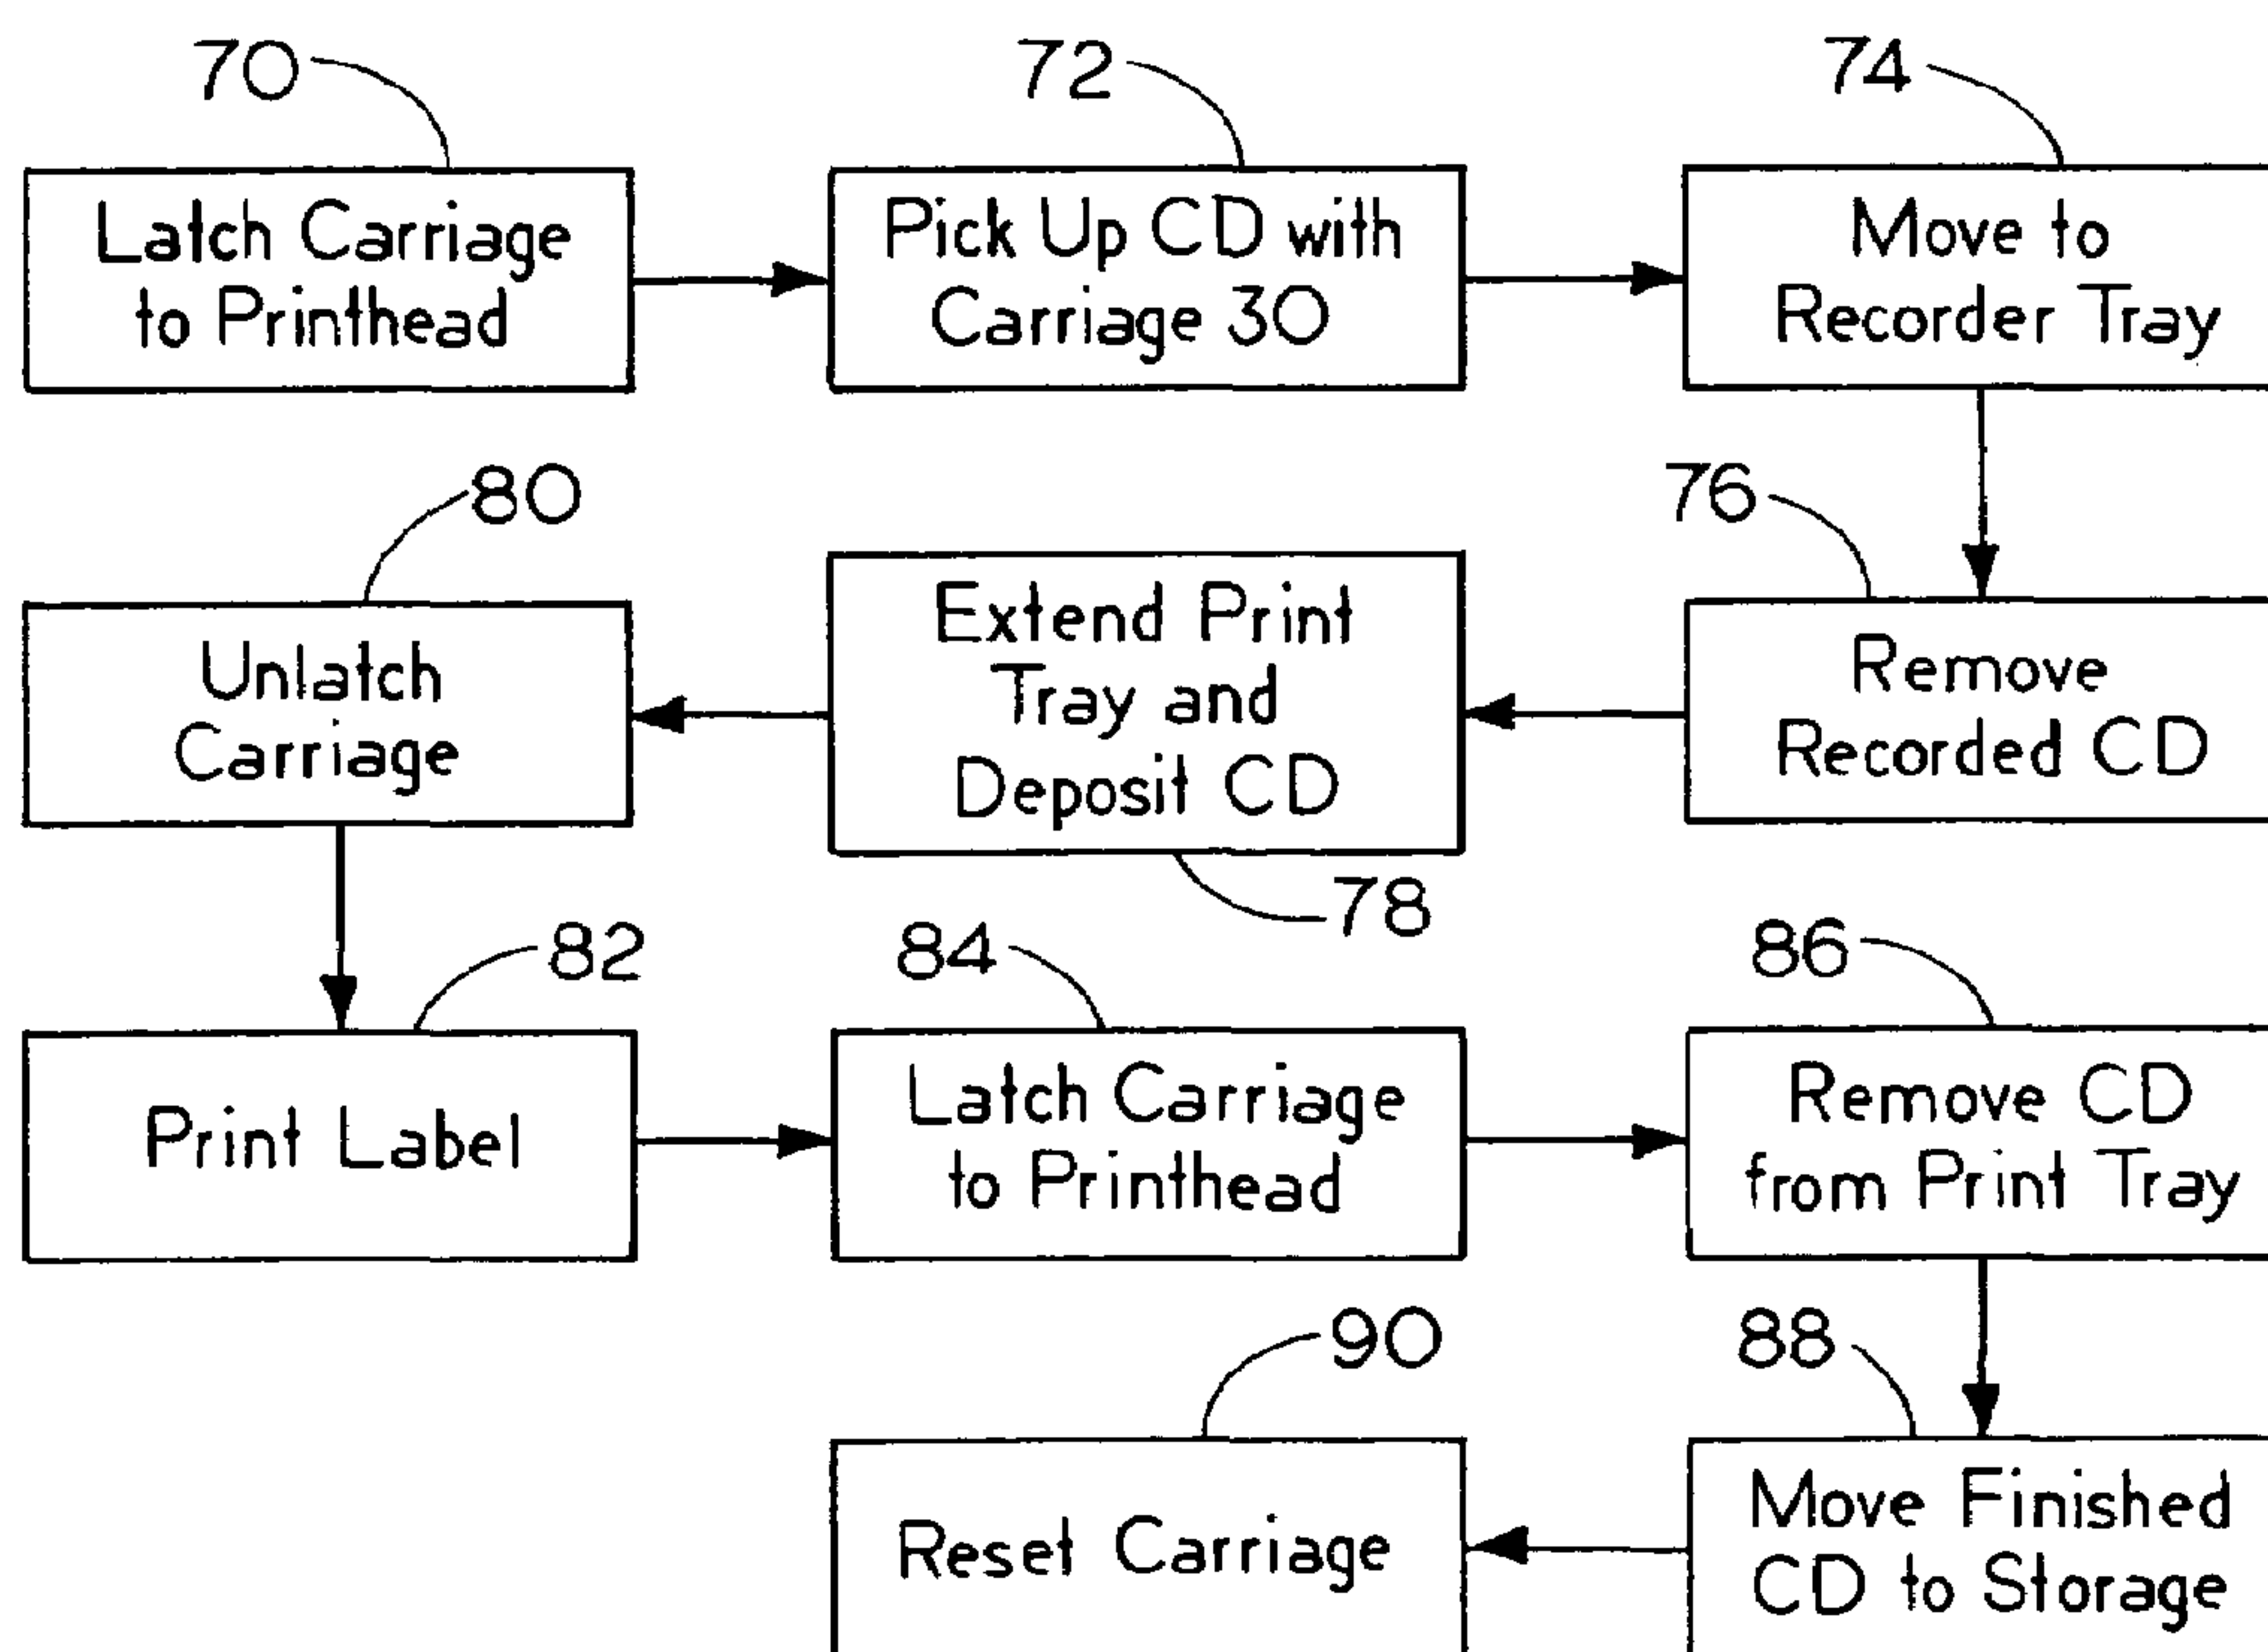 70
Latch Carriage
to Printhead
72
Pick Up CD with
Carriage 30
74
Move to
Recorder Tray
76
Remove
Recorded CD
Extend Print
Tray and
Deposit CD
78
80
Unlatch
Carriage
82
Print Label
84
Latch Carriage
to Printhead
86
Remove CD
from Print Tray
88
Move Finished
CD to Storage
90
Reset Carriage